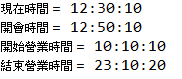 現在時間 = 12:30:10
開會時間 = 12:50:10
開始營業時間 = 10:10:10
結束營業時間 = 23:10:20